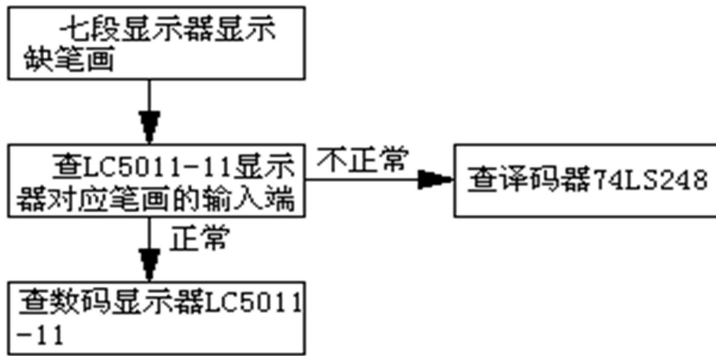 七段显示器显示
缺笔画
查LC5011-11显示
器对应笔画的输入端
不正常
查译码器74LS248
正常
查数码显示器LC5011
-11